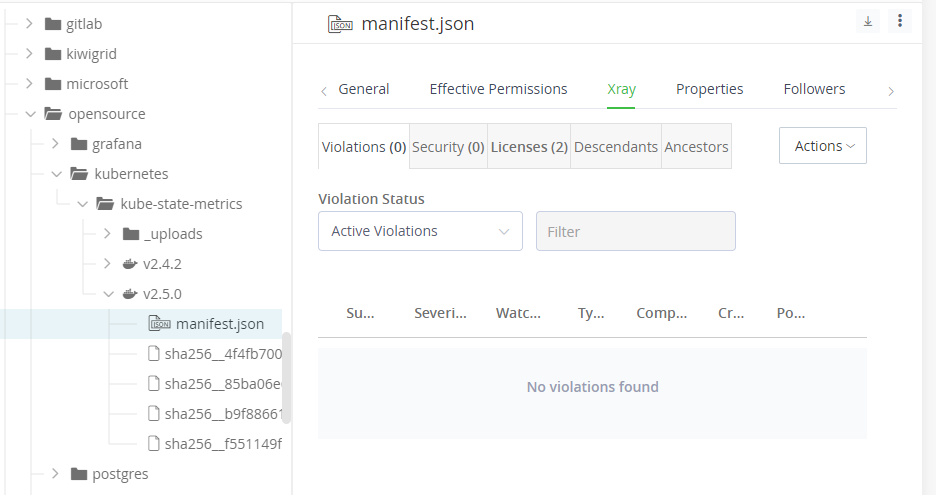 gitlab
kiwigrid
microsoft
opensource
grafana
kubernetes
kube-state-metrics
_uploads
v2.4.2
v2.5.0
JSON manifest.json
sha256__4f4fb700
sha256__85ba06e
sha256__b9f88661
sha256__f551149f
postgres
JSON manifest.json
General Effective Permissions Xray Properties Followers
Violations (0) Security (0) Licenses (2) Descendants Ancestors Actions
Violation Status
Active Violations Filter
Su... Severi... Watc... Ty... Comp... Cr... Po...
No violations found